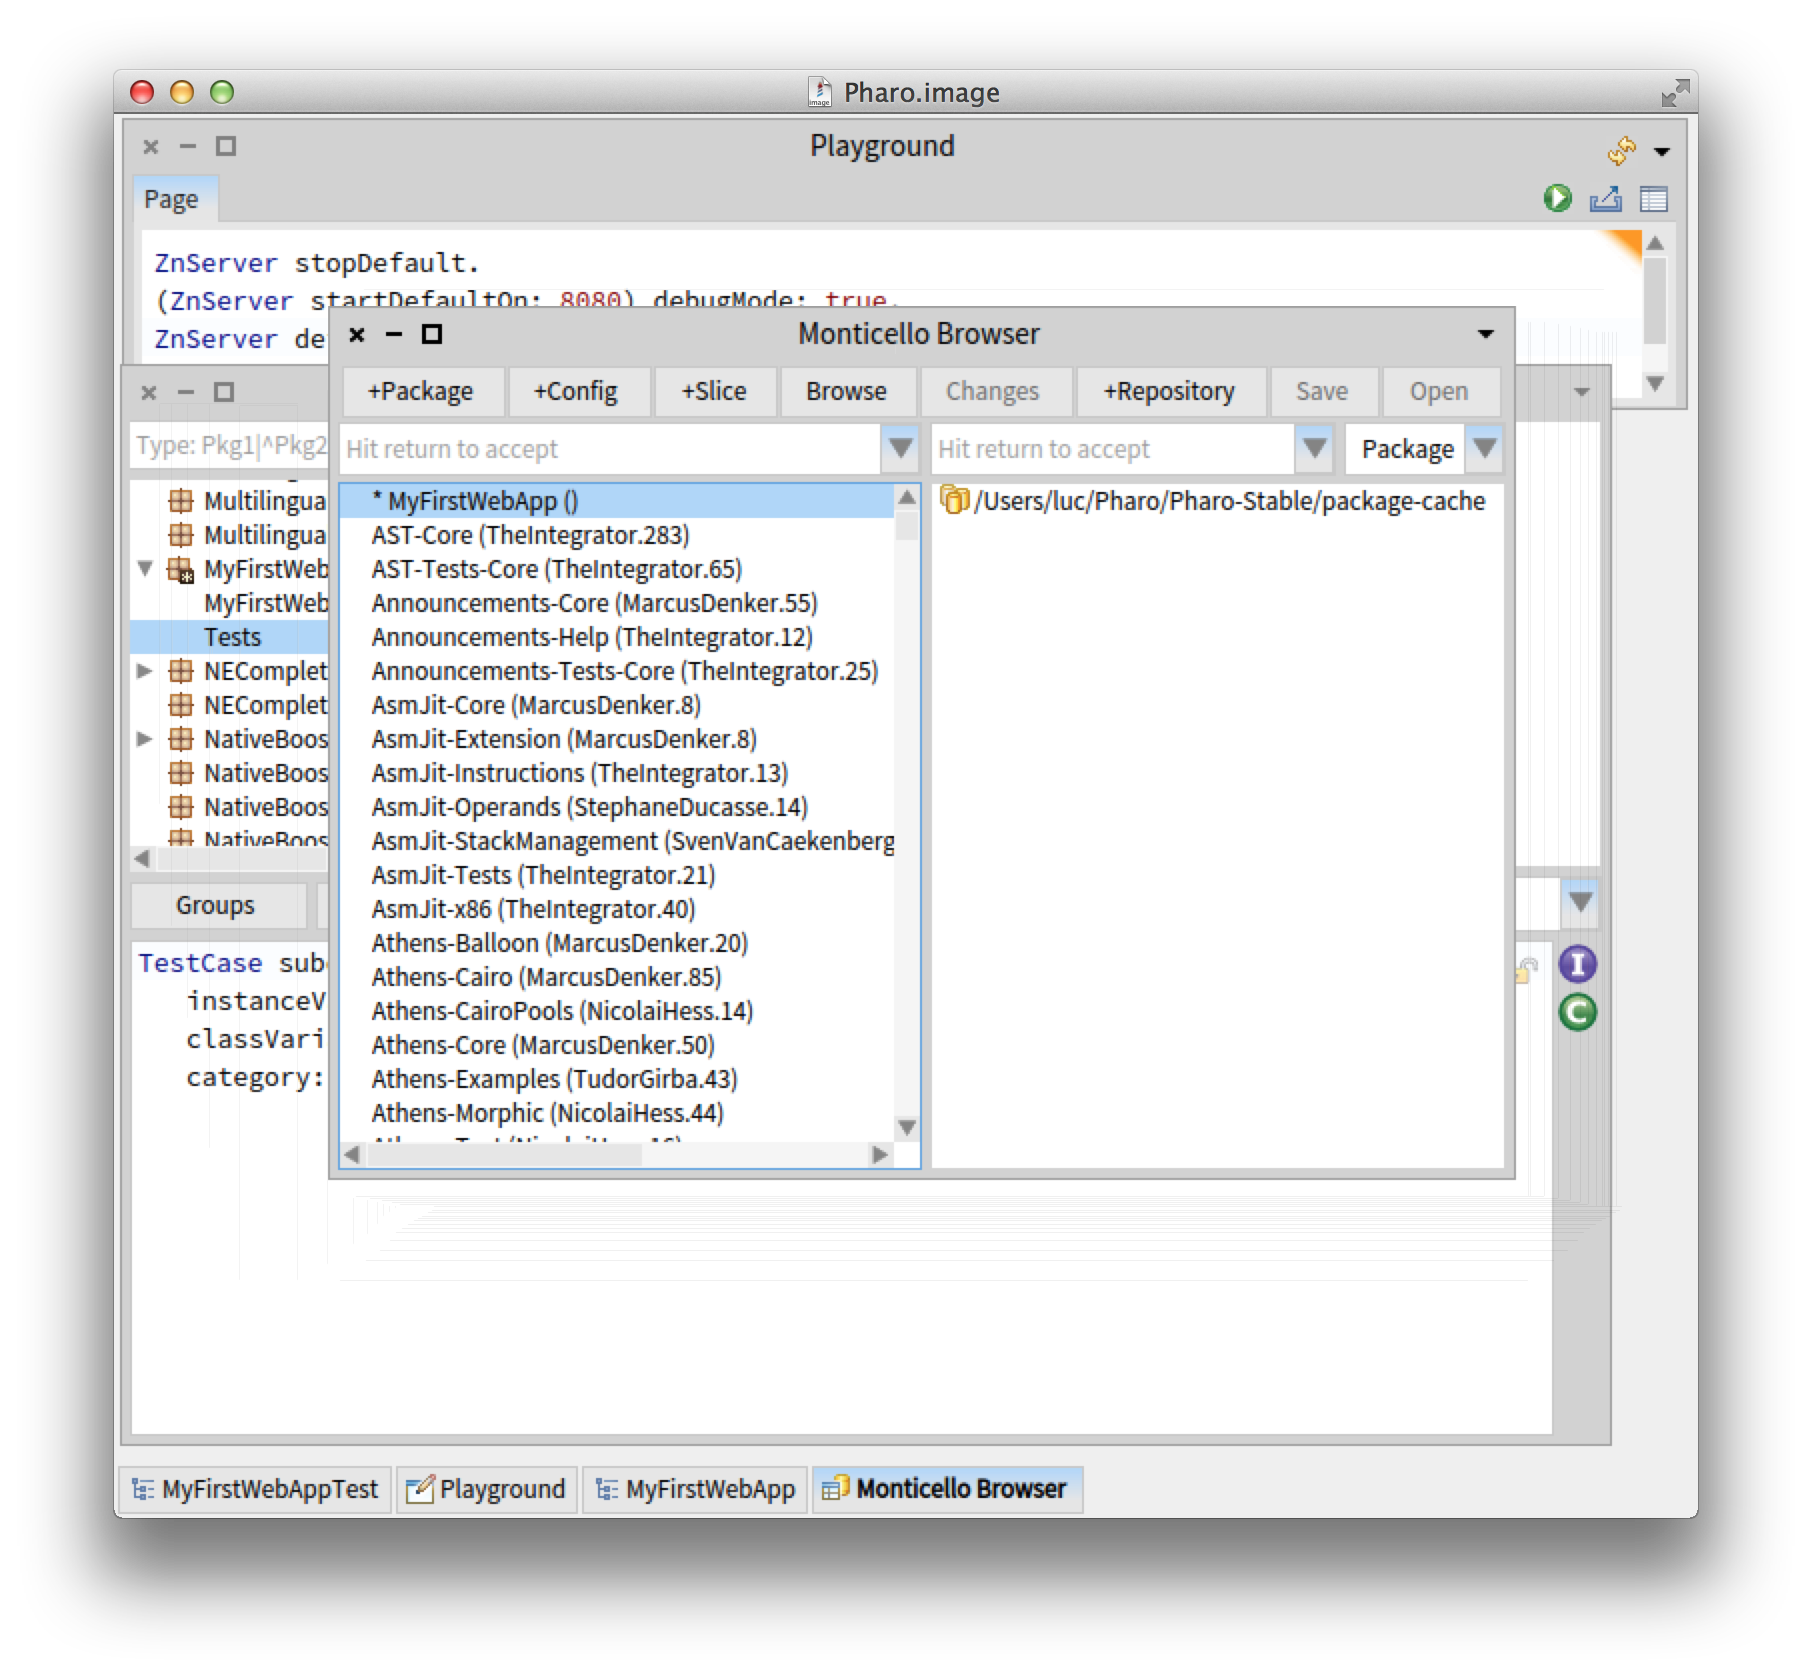 Pharo.image
Playground
Page
ZnServer stopDefault.
(ZnServer startDefaultOn: 8080) debugMode: true.
ZnServer de
Monticello Browser
+Package +Config +Slice Browse Changes +Repository Save Open
Hit return to accept
Hit return to accept
Package
* MyFirstWebApp ()
AST-Core (TheIntegrator.283)
AST-Tests-Core (TheIntegrator.65)
Announcements-Core (MarcusDenker.55)
Announcements-Help (TheIntegrator.12)
Announcements-Tests-Core (TheIntegrator.25)
AsmJit-Core (MarcusDenker.8)
AsmJit-Extension (MarcusDenker.8)
AsmJit-Instructions (TheIntegrator.13)
AsmJit-Operands (StephaneDucasse.14)
AsmJit-StackManagement (SvenVanCaekenberg
AsmJit-Tests (TheIntegrator.21)
AsmJit-x86 (TheIntegrator.40)
Athens-Balloon (MarcusDenker.20)
Athens-Cairo (MarcusDenker.85)
Athens-CairoPools (NicolaiHess.14)
Athens-Core (MarcusDenker.50)
Athens-Examples (TudorGirba.43)
Athens-Morphic (NicolaiHess.44)
/Users/luc/Pharo/Pharo-Stable/package-cache
Type: Pkg1|^Pkg2
Multilingua
Multilingua
MyFirstWeb
MyFirstWeb
Tests
NEComplet
NEComplet
NativeBoos
NativeBoos
NativeBoos
NativeBoos
Groups
TestCase sub
instanceV
classVari
category:
I
C
MyFirstWebAppTest Playground MyFirstWebApp Monticello Browser